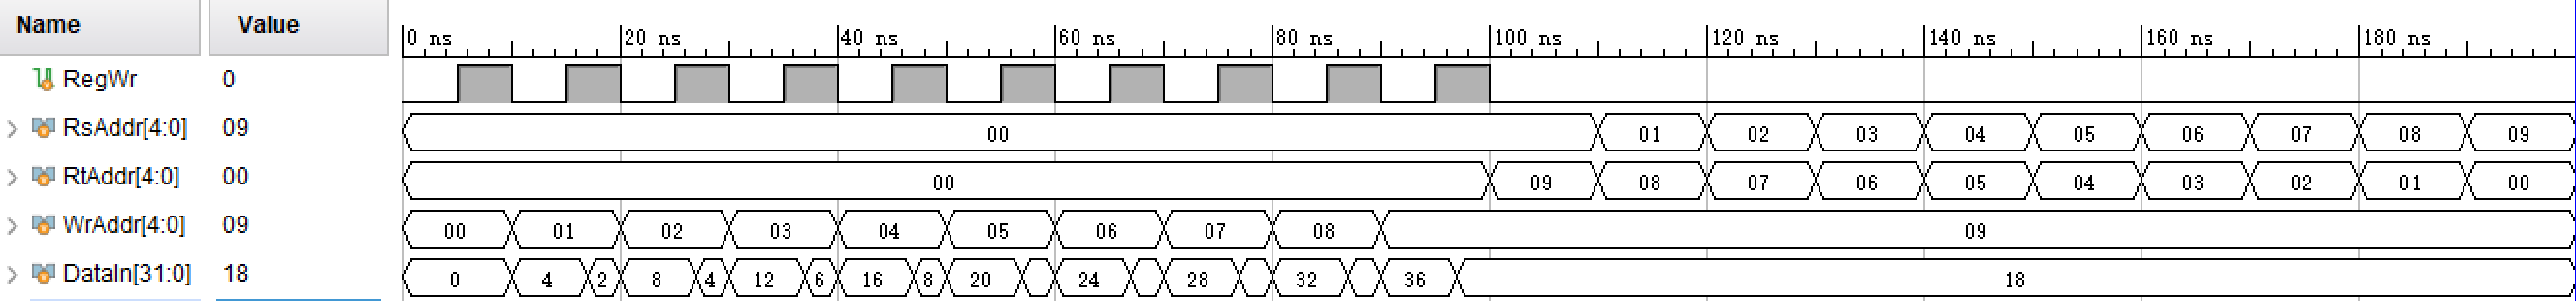 Name Value 0 ns 20 ns 40 ns 60 ns 80 ns 100 ns 120 ns 140 ns 160 ns 180 ns
RegWr 0
RsAddr[4:0] 09 00 01 02 03 04 05 06 07 08 09
RtAddr[4:0] 00 00 09 08 07 06 05 04 03 02 01 00
WrAddr[4:0] 09 00 01 02 03 04 05 06 07 08 09
DataIn[31:0] 18 0 4 2 8 4 12 6 16 8 20 24 28 32 36 18